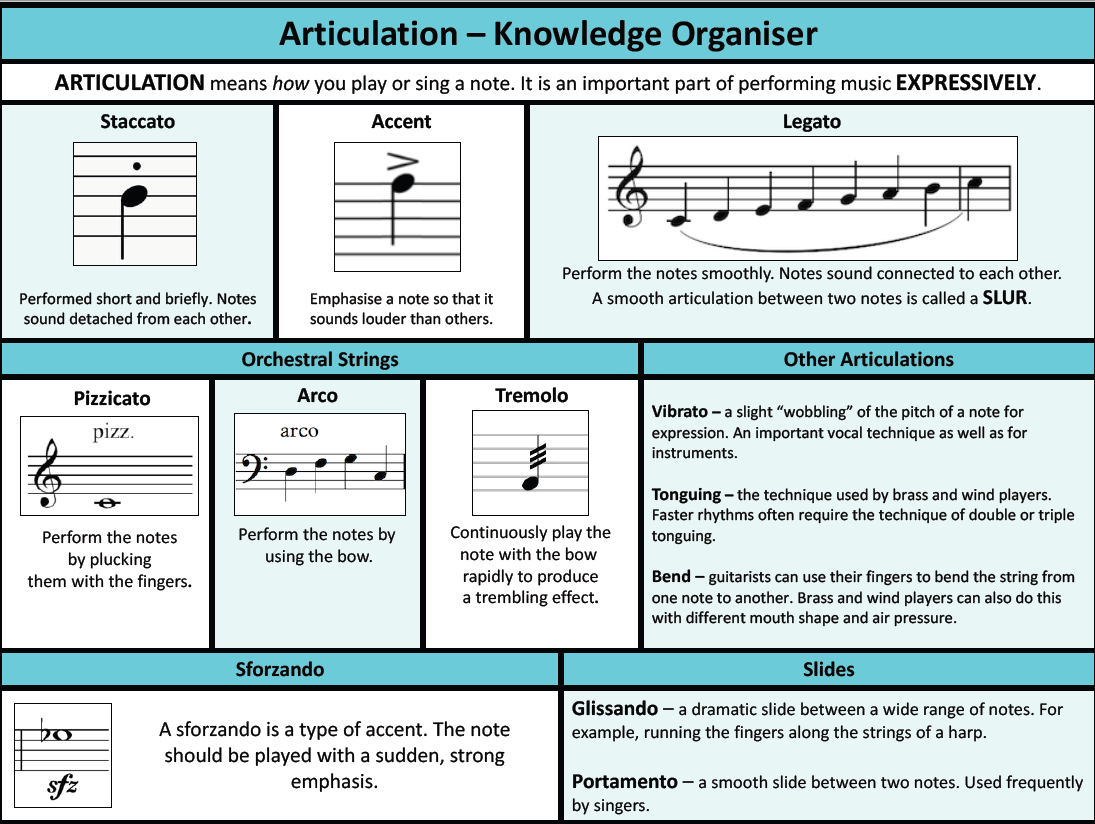 Articulation – Knowledge Organiser
ARTICULATION means how you play or sing a note. It is an important part of performing music EXPRESSIVELY.
Staccato
Performed short and briefly. Notes
sound detached from each other.
Accent
Emphasise a note so that it
sounds louder than others.
Legato
Perform the notes smoothly. Notes sound connected to each other.
A smooth articulation between two notes is called a SLUR.
Orchestral Strings
Pizzicato
pizz.
Perform the notes
by plucking
them with the fingers.
Arco
arco
Perform the notes by
using the bow.
Tremolo
Continuously play the
note with the bow
rapidly to produce
a trembling effect.
Other Articulations
Vibrato – a slight “wobbling” of the pitch of a note for
expression. An important vocal technique as well as for
instruments.
Tonguing – the technique used by brass and wind players.
Faster rhythms often require the technique of double or triple
tonguing.
Bend – guitarists can use their fingers to bend the string from
one note to another. Brass and wind players can also do this
with different mouth shape and air pressure.
Sforzando
sfz
A sforzando is a type of accent. The note
should be played with a sudden, strong
emphasis.
Slides
Glissando – a dramatic slide between a wide range of notes. For
example, running the fingers along the strings of a harp.
Portamento – a smooth slide between two notes. Used frequently
by singers.